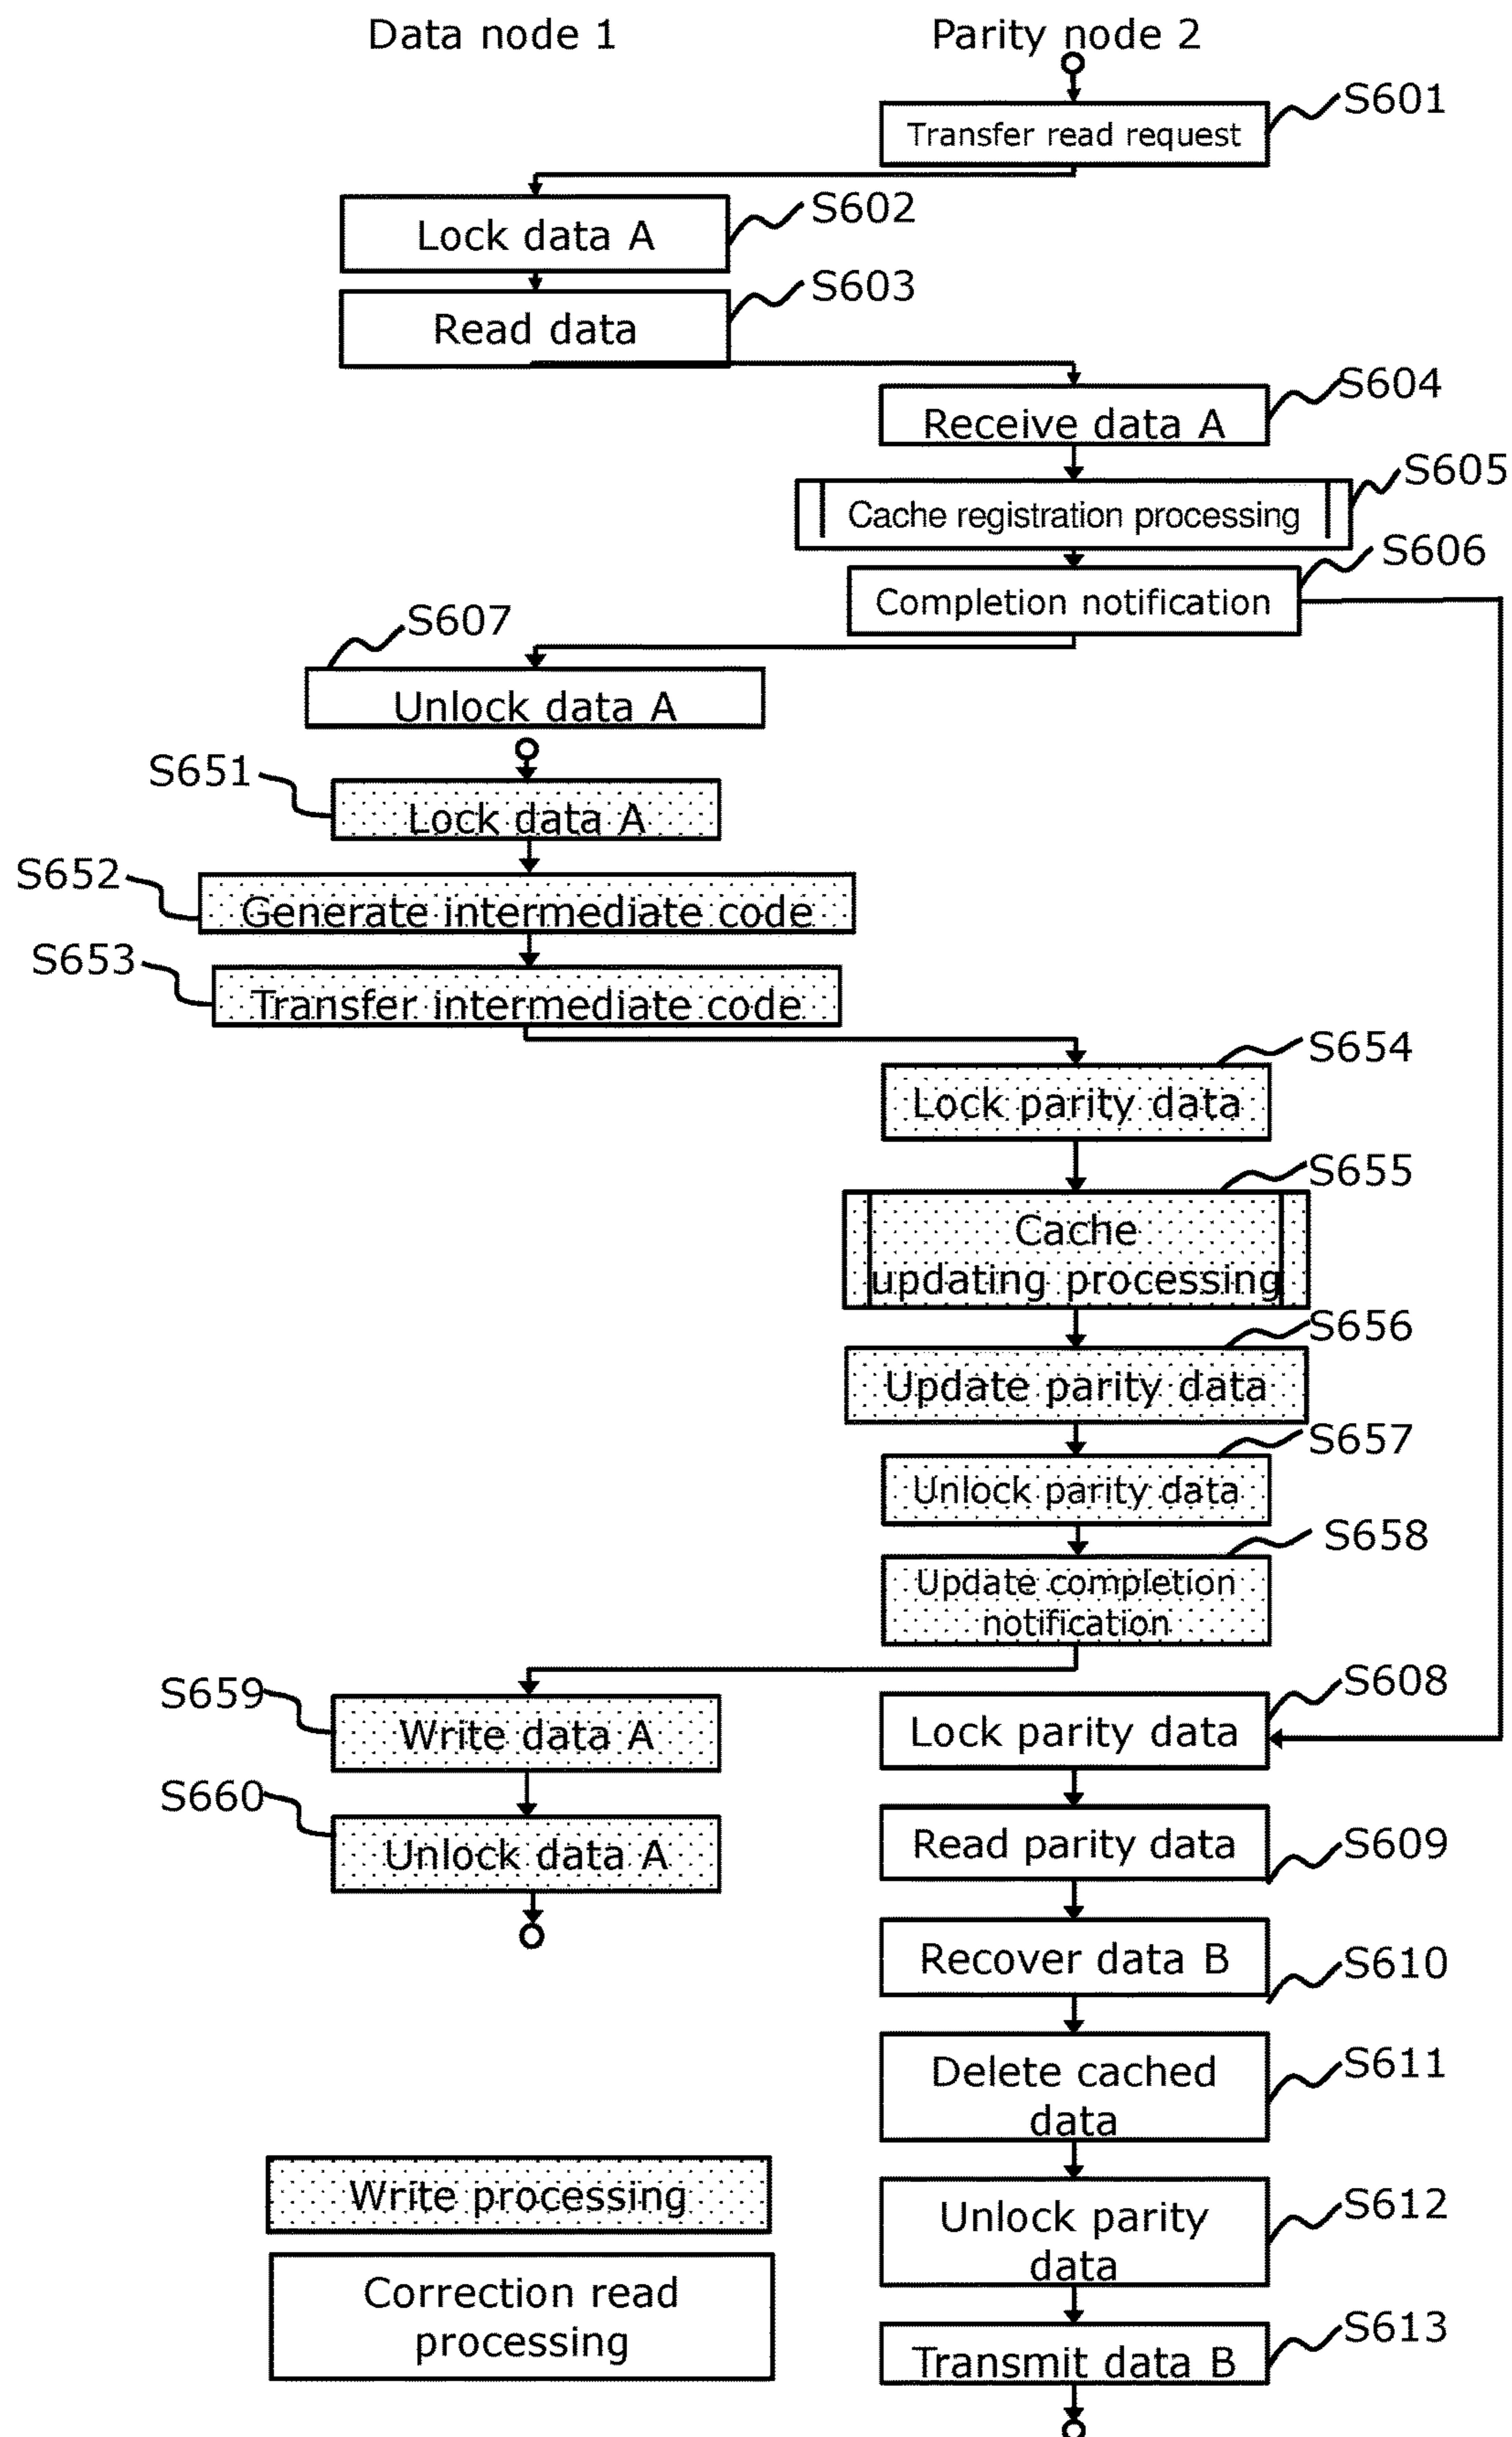 Data node 1
Parity node 2
S601
Transfer read request
S602
Lock data A
S603
Read data
S604
Receive data A
S605
Cache registration processing
S606
Completion notification
S607
Unlock data A
S651
Lock data A
S652
Generate intermediate code
S653
Transfer intermediate code
S654
Lock parity data
S655
Cache
updating processing
S656
Update parity data
S657
Unlock parity data
S658
Update completion
notification
S659
Write data A
S608
Lock parity data
S660
Unlock data A
S609
Read parity data
S610
Recover data B
S611
Delete cached
data
S612
Unlock parity
data
S613
Transmit data B
Write processing
Correction read
processing